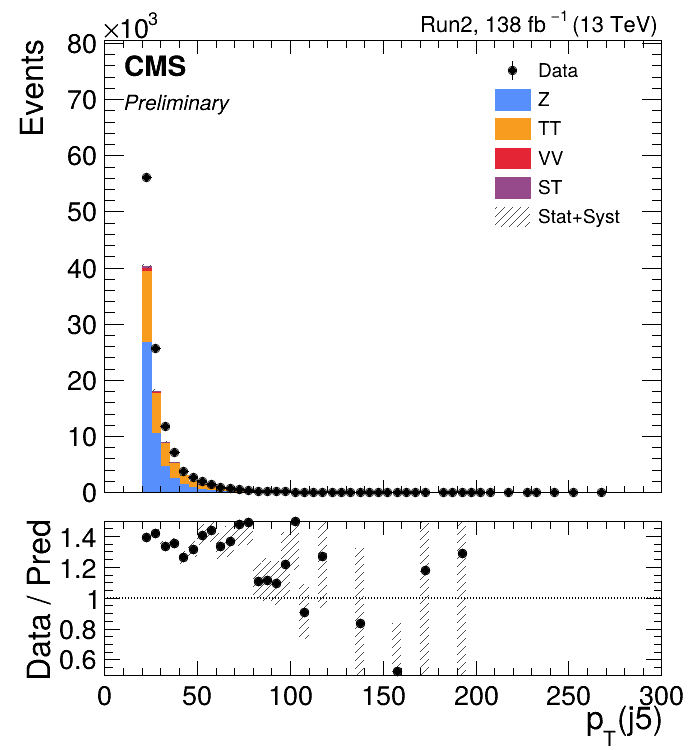 ×10³
Run2, 138 fb⁻¹ (13 TeV)
CMS
Preliminary
Events
80
70
60
50
40
30
20
10
0
Data
Z
TT
VV
ST
Stat+Syst
Data / Pred
1.4
1.2
1
0.8
0.6
0 50 100 150 200 250 300
p_T(j5)